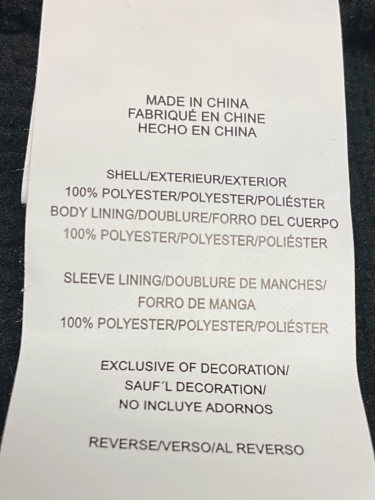 MADE IN CHINA
FABRIQUÉ EN CHINE
HECHO EN CHINA
SHELL/EXTERIEUR/EXTERIOR
100% POLYESTER/POLYESTER/POLIÉSTER
BODY LINING/DOUBLURE/FORRO DEL CUERPO
100% POLYESTER/POLYESTER/POLIÉSTER
SLEEVE LINING/DOUBLURE DE MANCHES/
FORRO DE MANGA
100% POLYESTER/POLYESTER/POLIÉSTER
EXCLUSIVE OF DECORATION/
SAUF´L DECORATION/
NO INCLUYE ADORNOS
REVERSE/VERSO/AL REVERSO